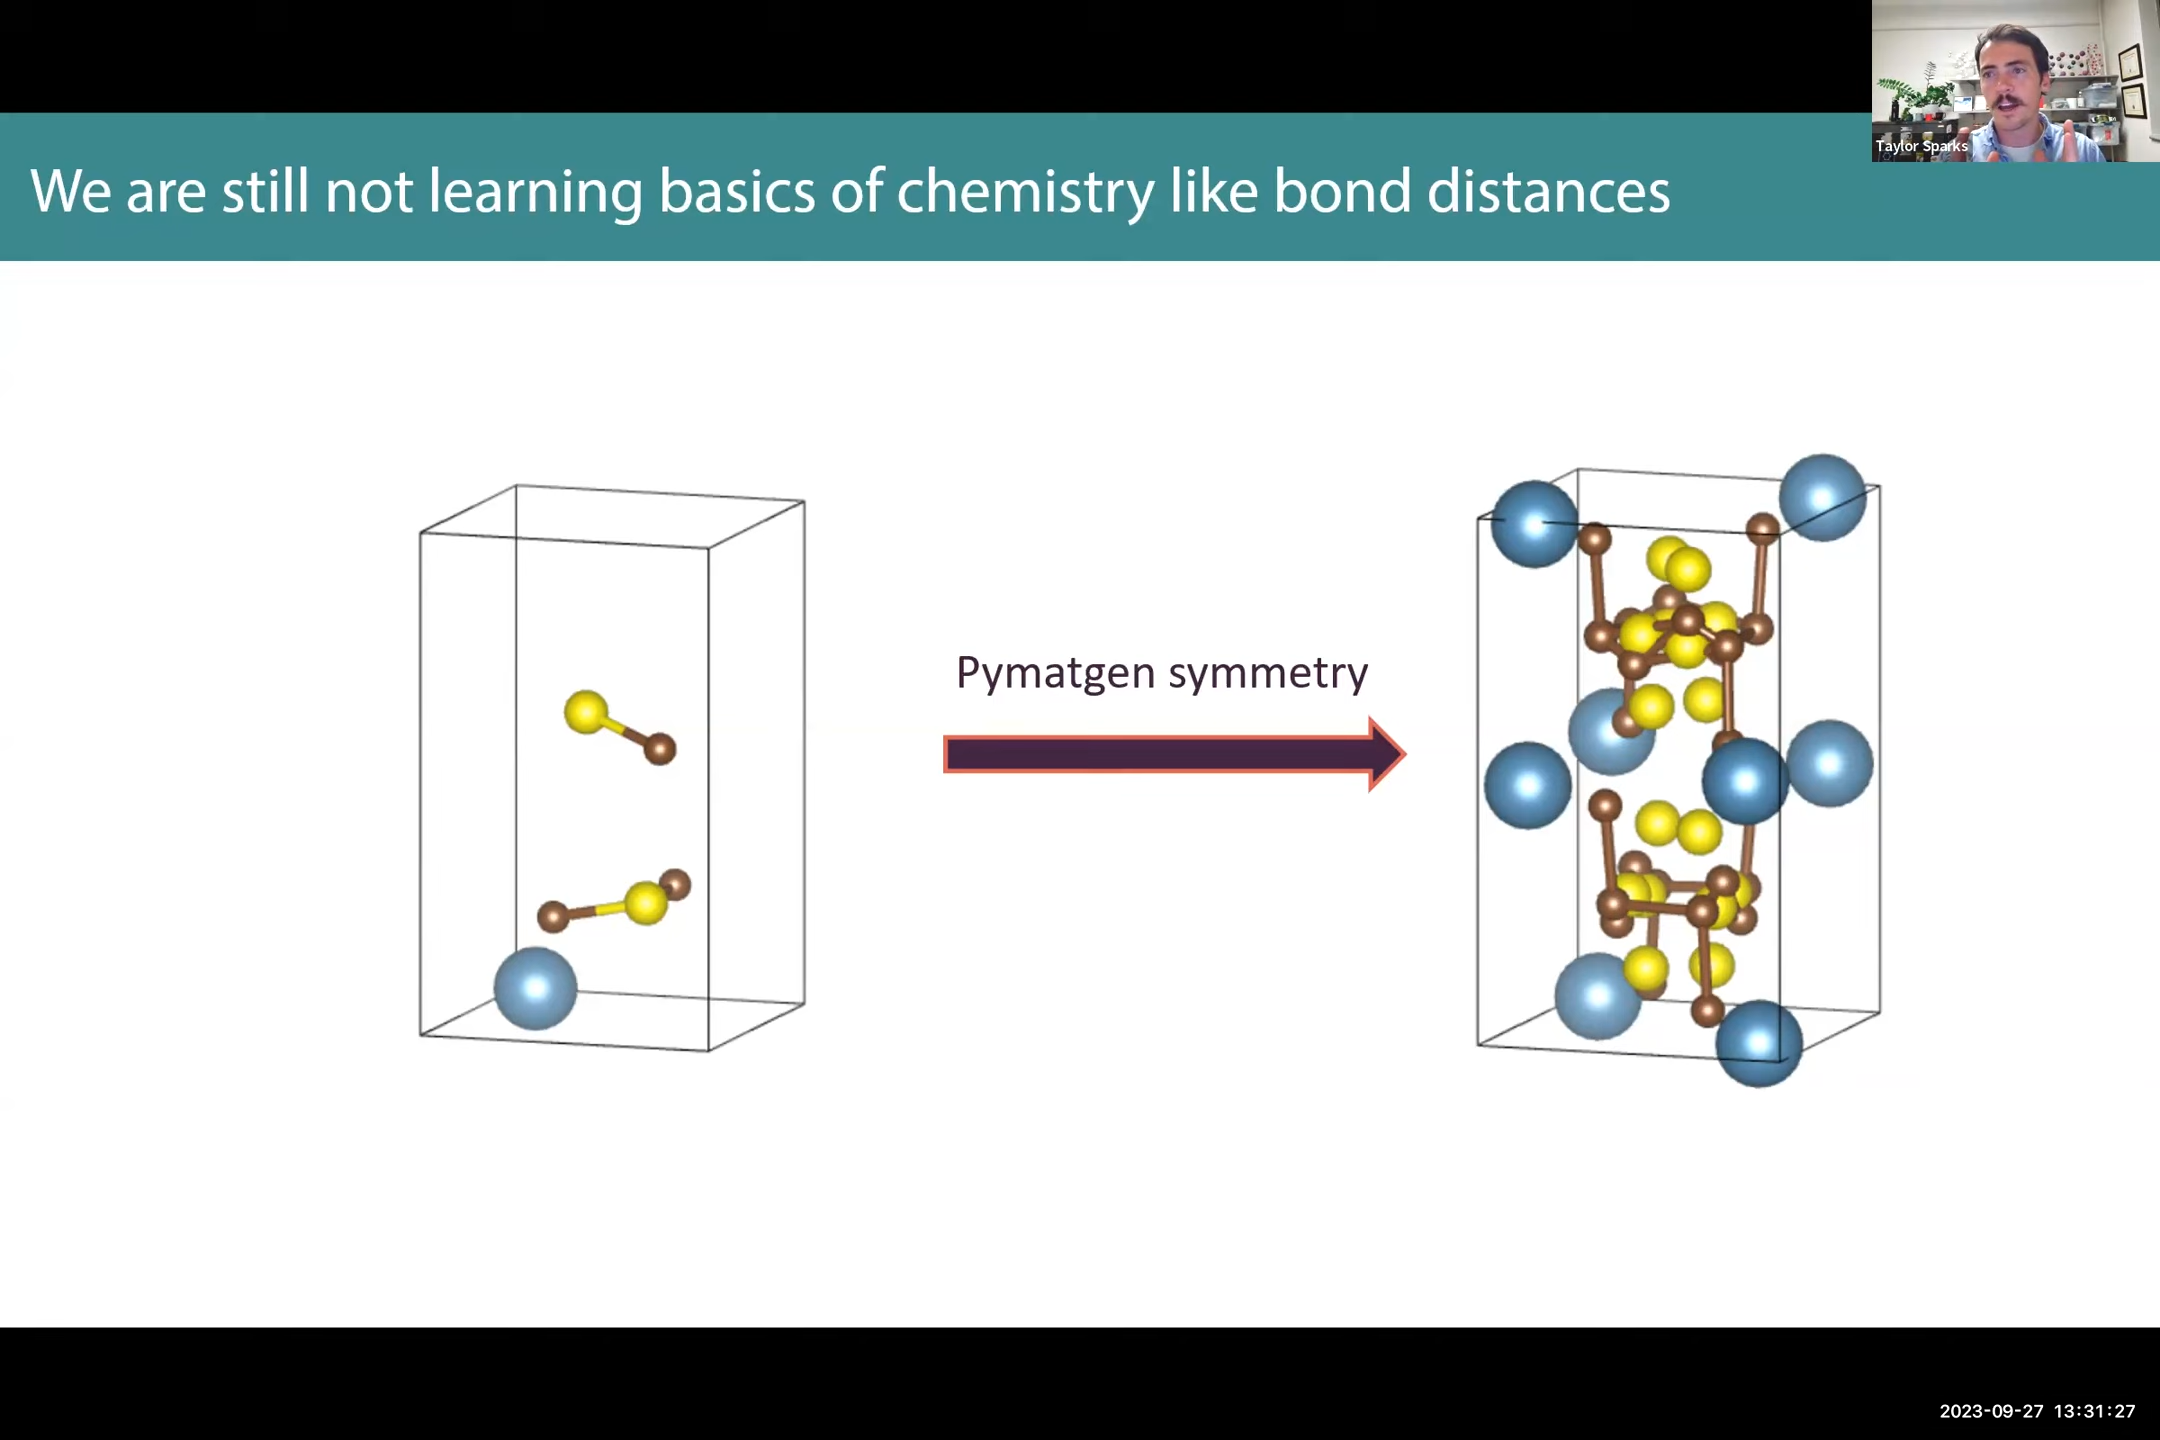 Taylor Sparks
We are still not learning basics of chemistry like bond distances
Pymatgen symmetry
2023-09-27 13:31:27